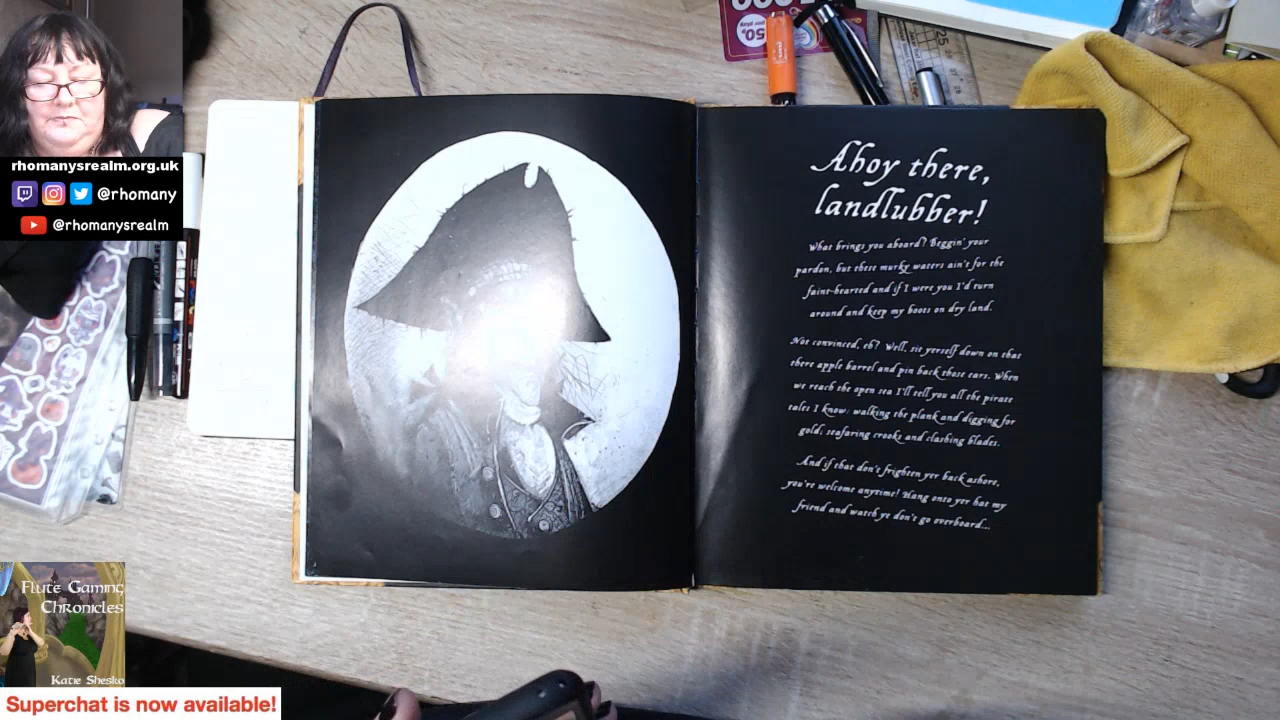 rhomanysrealm.org.uk
@rhomany
@rhomanysrealm
Ahoy there,
landlubber!
What brings you aboard? Beggin' your
pardon, but these murky waters ain't for the
faint-hearted and if I were you I'd turn
around and keep my boots on dry land.
Not convinced, eh? Well, sit yerself down on that
there apple barrel and pin back those ears. When
we reach the open sea I'll tell you all the pirate
tales I know: walking the plank and digging for
gold; seafaring crooks and clashing blades.
And if that don't frighten yer back ashore,
you're welcome anytime! Hang onto yer hat my
friend and watch ye don't go overboard...
50%
25
Flute Gaming
Chronicles
Katie Shesko
Superchat is now available!